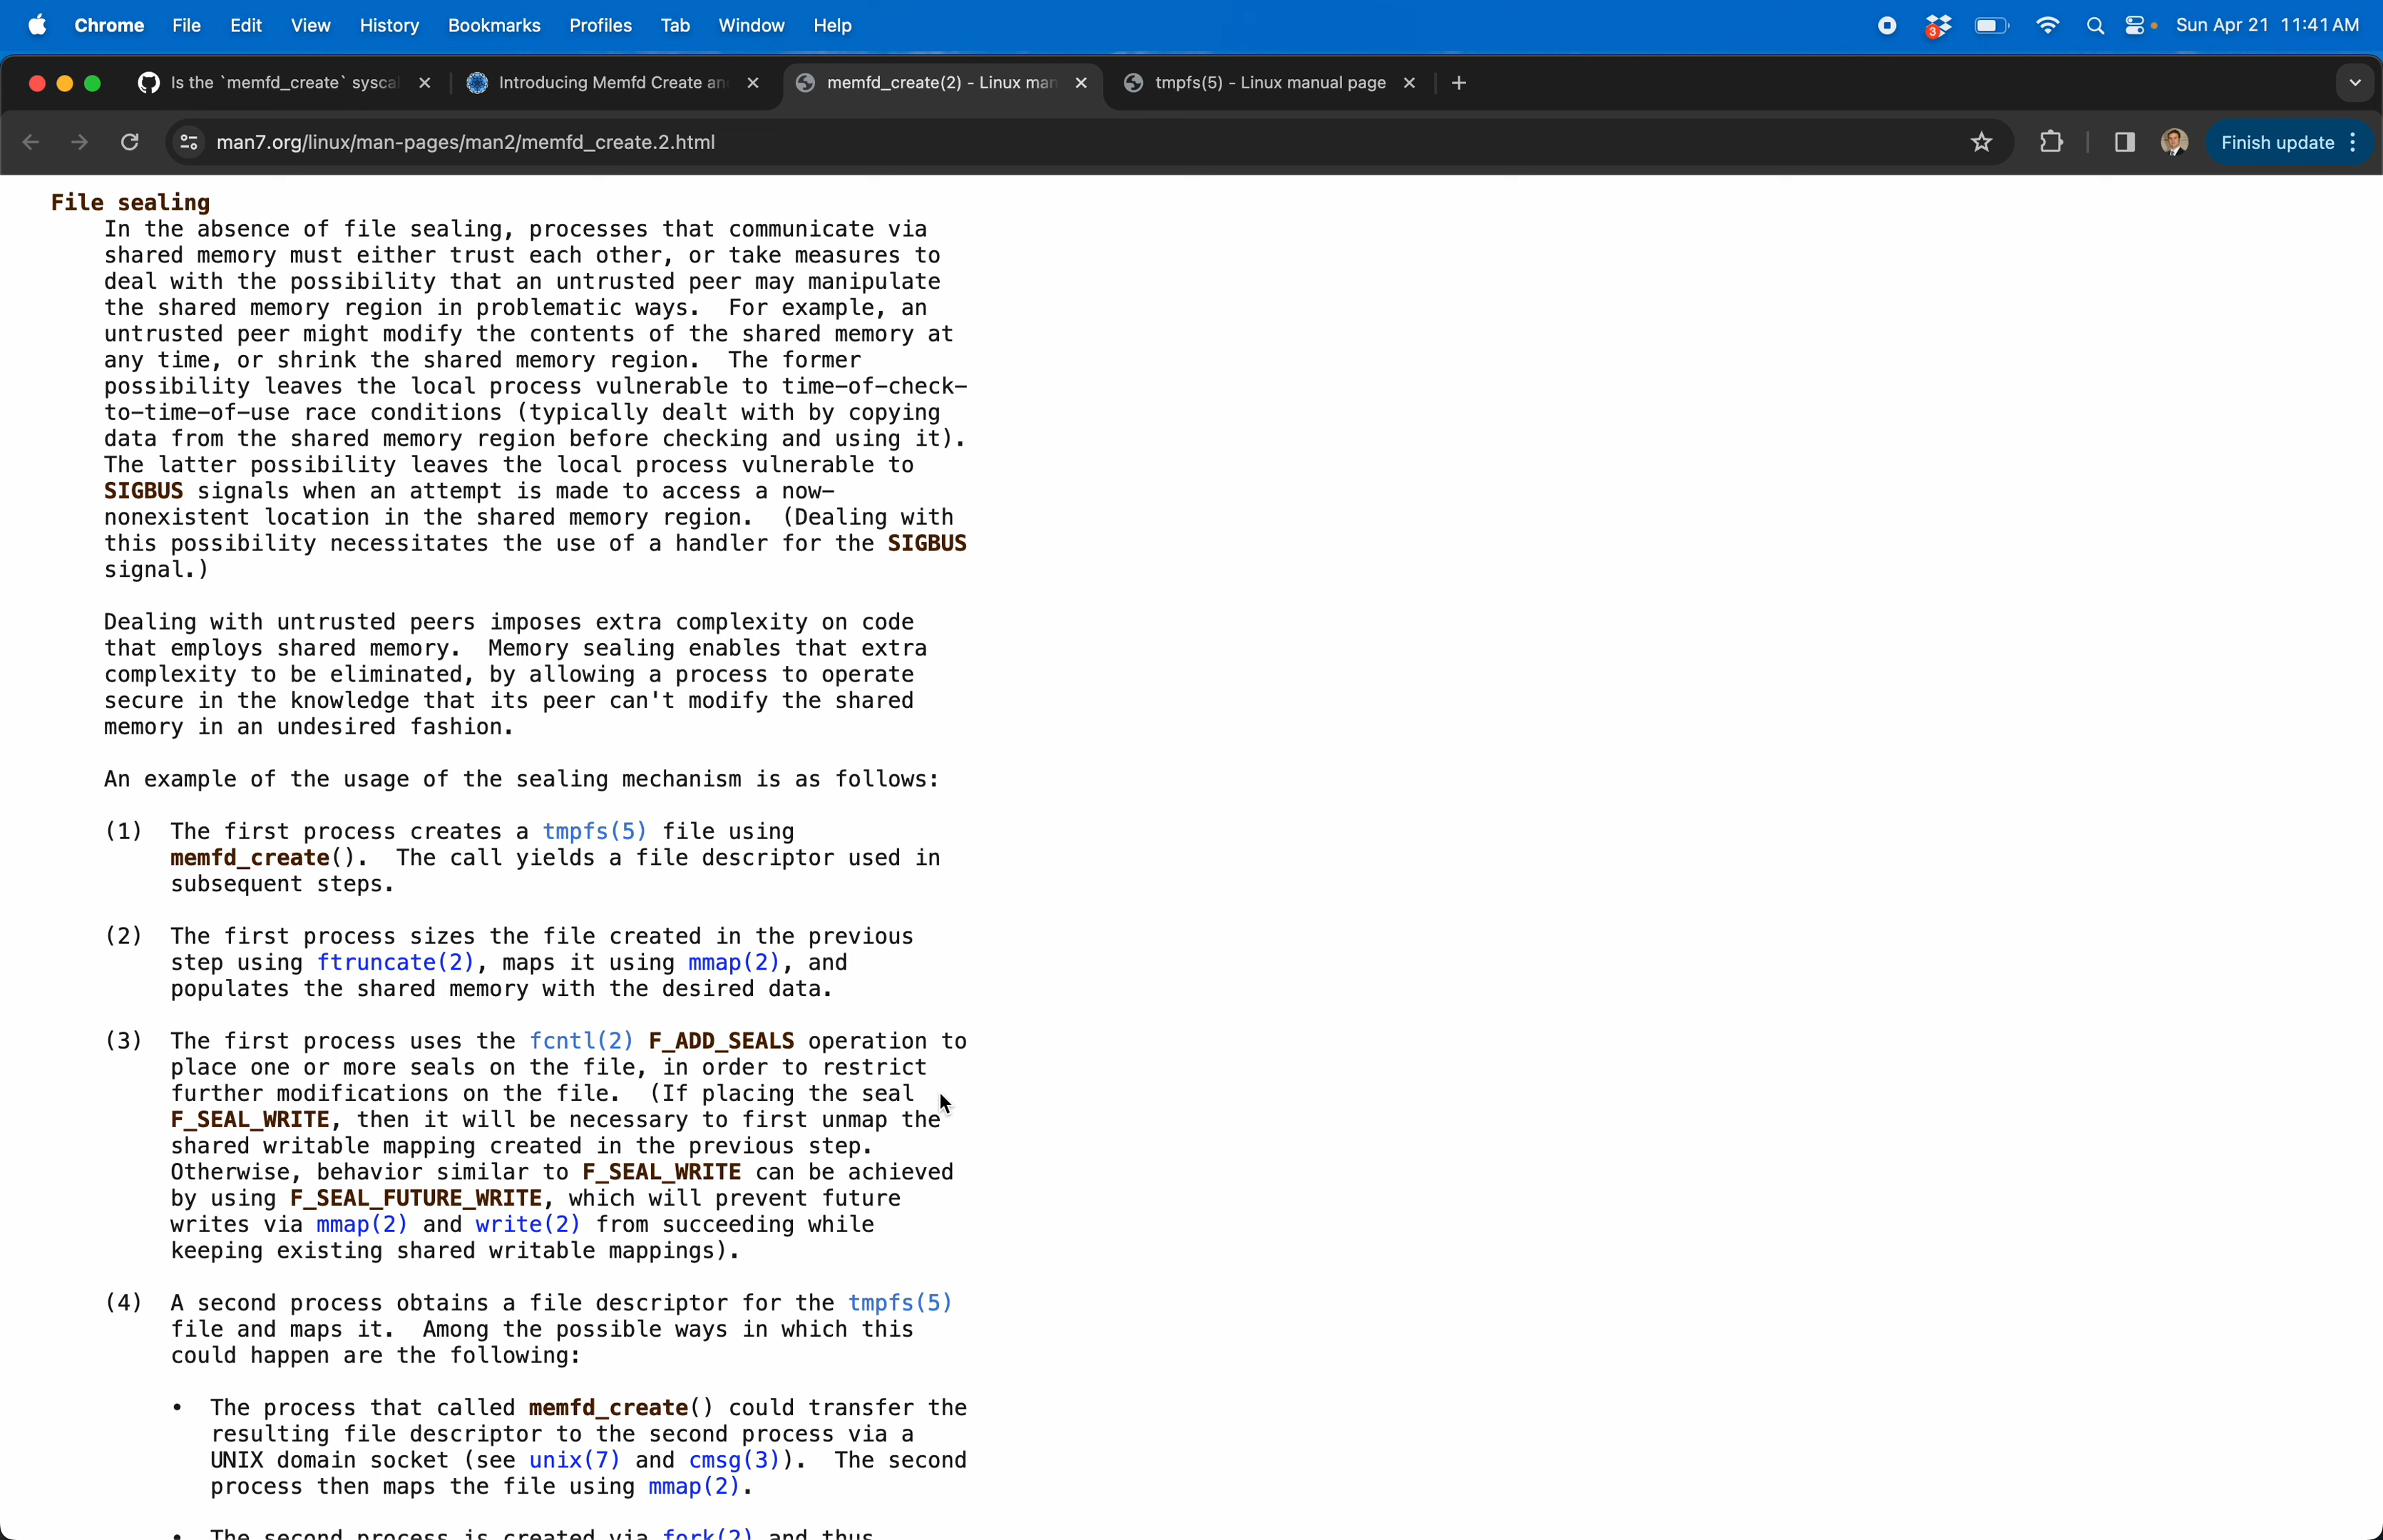 Chrome File Edit View History Bookmarks Profiles Tab Window Help 3 Sun Apr 21 11:41 AM
Is the `memfd_create` sysca Introducing Memfd Create an memfd_create(2) - Linux man tmpfs(5) - Linux manual page
man7.org/linux/man-pages/man2/memfd_create.2.html Finish update
File sealing
In the absence of file sealing, processes that communicate via
shared memory must either trust each other, or take measures to
deal with the possibility that an untrusted peer may manipulate
the shared memory region in problematic ways.  For example, an
untrusted peer might modify the contents of the shared memory at
any time, or shrink the shared memory region.  The former
possibility leaves the local process vulnerable to time-of-check-
to-time-of-use race conditions (typically dealt with by copying
data from the shared memory region before checking and using it).
The latter possibility leaves the local process vulnerable to
SIGBUS signals when an attempt is made to access a now-
nonexistent location in the shared memory region.  (Dealing with
this possibility necessitates the use of a handler for the SIGBUS
signal.)
Dealing with untrusted peers imposes extra complexity on code
that employs shared memory.  Memory sealing enables that extra
complexity to be eliminated, by allowing a process to operate
secure in the knowledge that its peer can't modify the shared
memory in an undesired fashion.
An example of the usage of the sealing mechanism is as follows:
(1) The first process creates a tmpfs(5) file using
memfd_create().  The call yields a file descriptor used in
subsequent steps.
(2) The first process sizes the file created in the previous
step using ftruncate(2), maps it using mmap(2), and
populates the shared memory with the desired data.
(3) The first process uses the fcntl(2) F_ADD_SEALS operation to
place one or more seals on the file, in order to restrict
further modifications on the file.  (If placing the seal
F_SEAL_WRITE, then it will be necessary to first unmap the
shared writable mapping created in the previous step.
Otherwise, behavior similar to F_SEAL_WRITE can be achieved
by using F_SEAL_FUTURE_WRITE, which will prevent future
writes via mmap(2) and write(2) from succeeding while
keeping existing shared writable mappings).
(4) A second process obtains a file descriptor for the tmpfs(5)
file and maps it.  Among the possible ways in which this
could happen are the following:
• The process that called memfd_create() could transfer the
resulting file descriptor to the second process via a
UNIX domain socket (see unix(7) and cmsg(3)).  The second
process then maps the file using mmap(2).
• The second process is created via fork(2) and thus